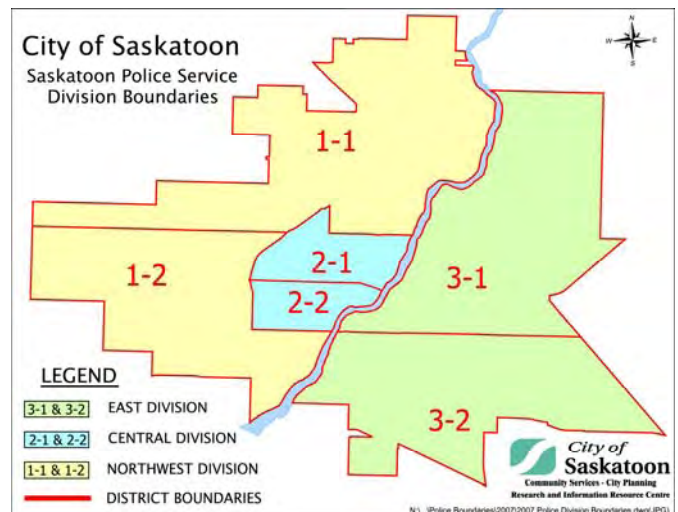 City of Saskatoon
Saskatoon Police Service
Division Boundaries
N
W E
S
1-1
1-2
2-1
2-2
3-1
3-2
LEGEND
3-1 & 3-2 EAST DIVISION
2-1 & 2-2 CENTRAL DIVISION
1-1 & 1-2 NORTHWEST DIVISION
DISTRICT BOUNDARIES
City of
Saskatoon
Community Services - City Planning
Research and Information Resource Centre